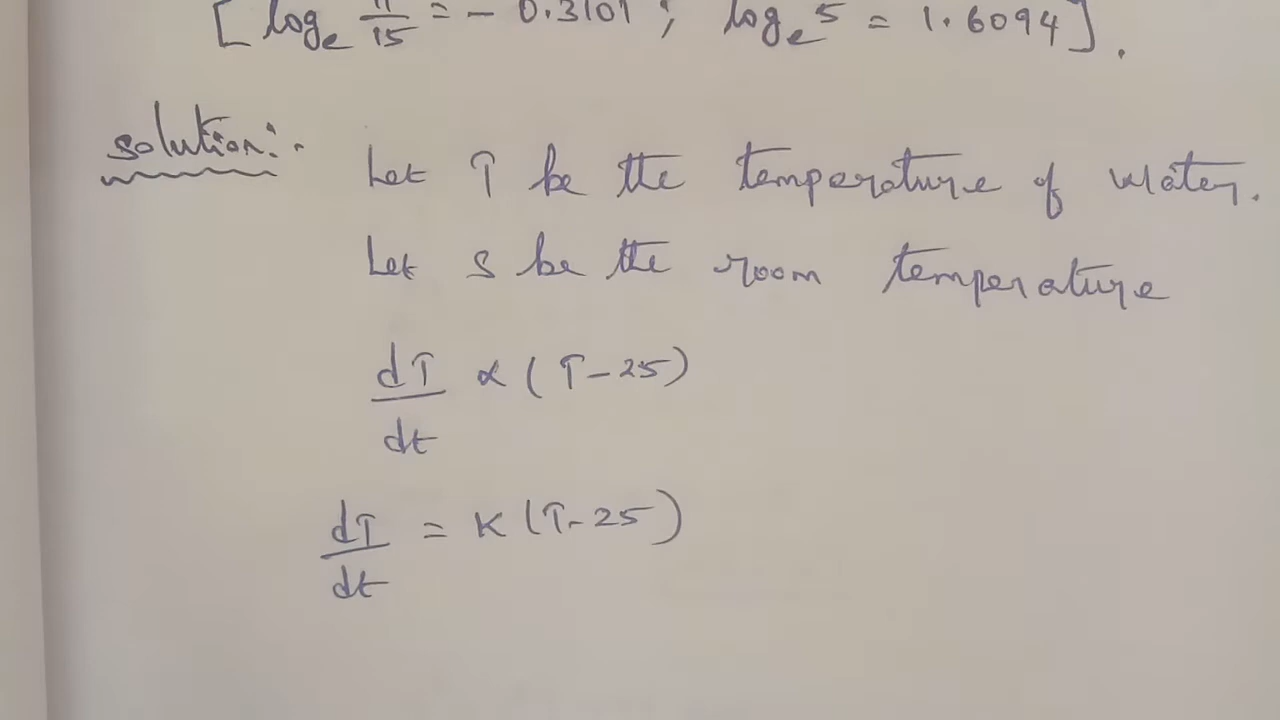 [ log_e 11/15 = - 0.3101 ; log_e 5 = 1.6094 ] .
solution:-
Let T be the temperature of water.
Let S be the room temperature
dT/dt ∝ ( T - 25 )
dT/dt = K ( T - 25 )